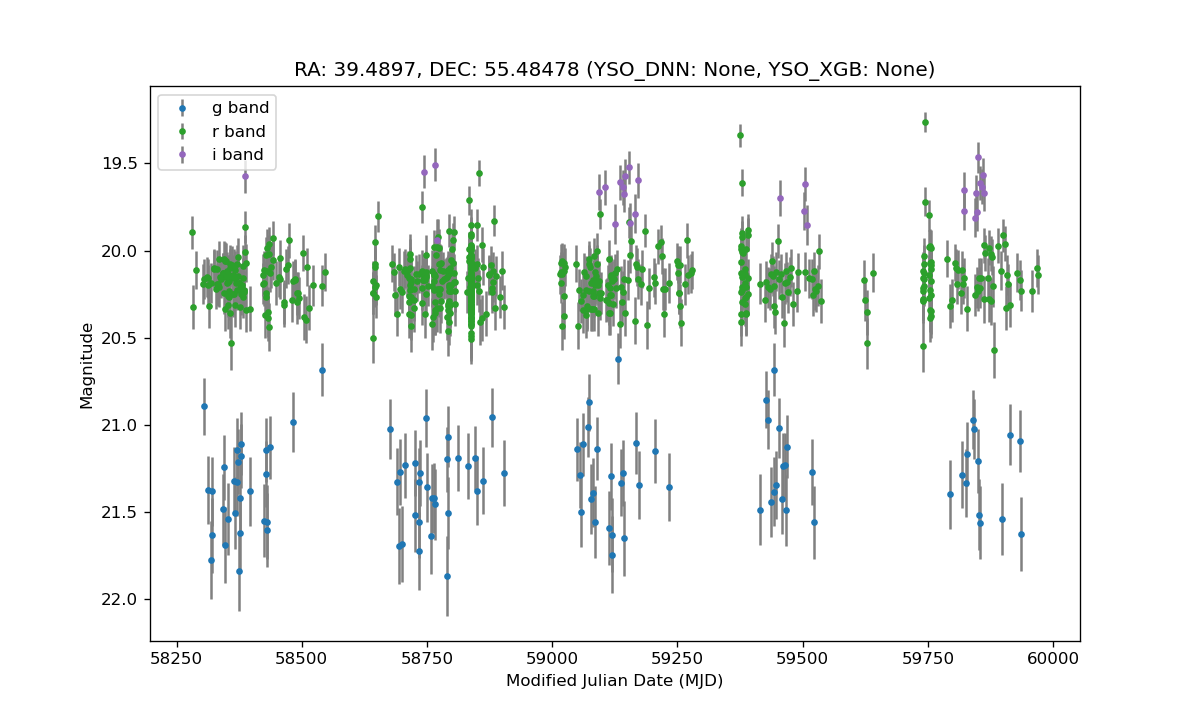 RA: 39.4897, DEC: 55.48478 (YSO_DNN: None, YSO_XGB: None)
g band
r band
i band
19.5
20.0
20.5
21.0
21.5
22.0
Magnitude
58250 58500 58750 59000 59250 59500 59750 60000
Modified Julian Date (MJD)